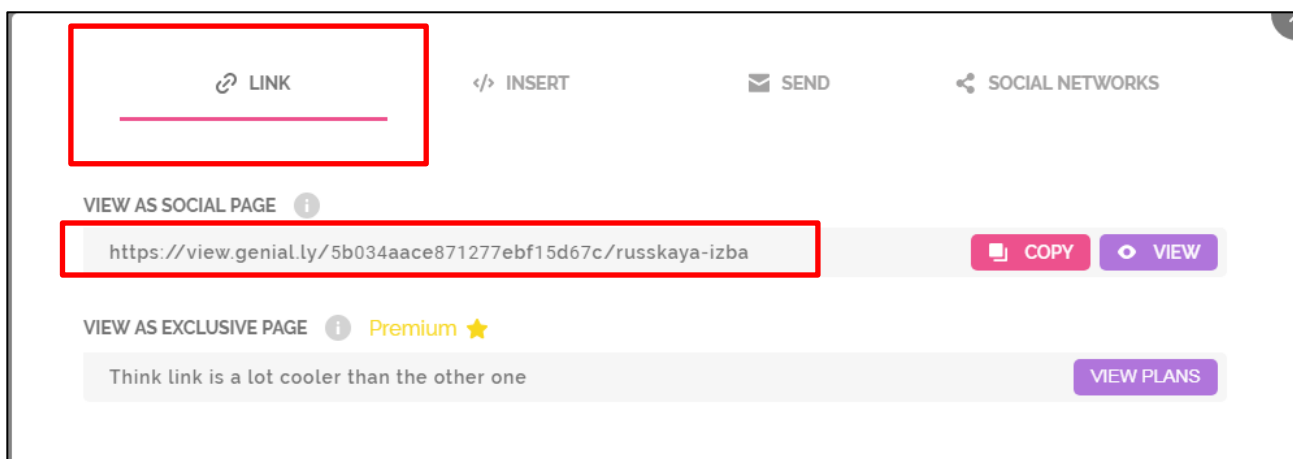 LINK
</> INSERT
SEND
SOCIAL NETWORKS
VIEW AS SOCIAL PAGE i
https://view.genial.ly/5b034aace871277ebf15d67c/russkaya-izba
COPY
VIEW
VIEW AS EXCLUSIVE PAGE i Premium
Think link is a lot cooler than the other one
VIEW PLANS